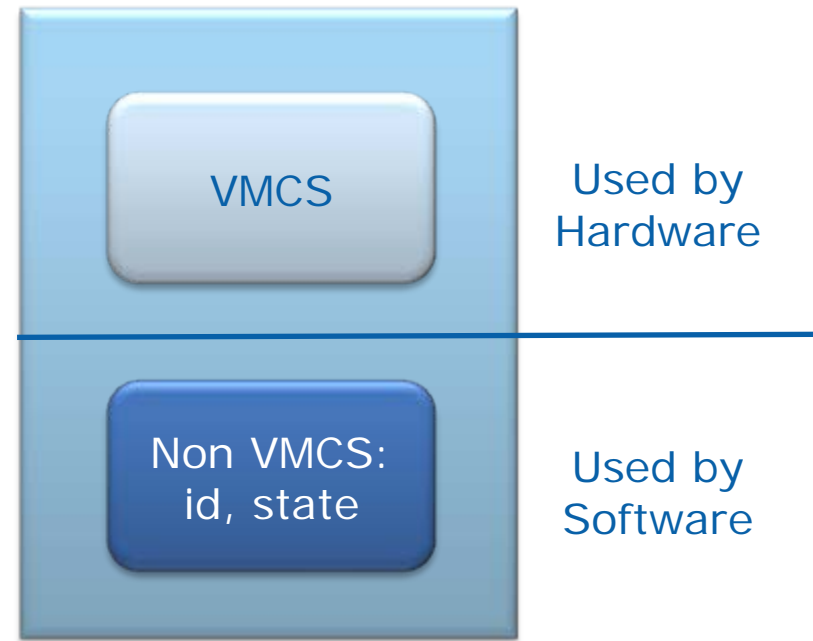 VMCS
Used by
Hardware
Non VMCS:
id, state
Used by
Software